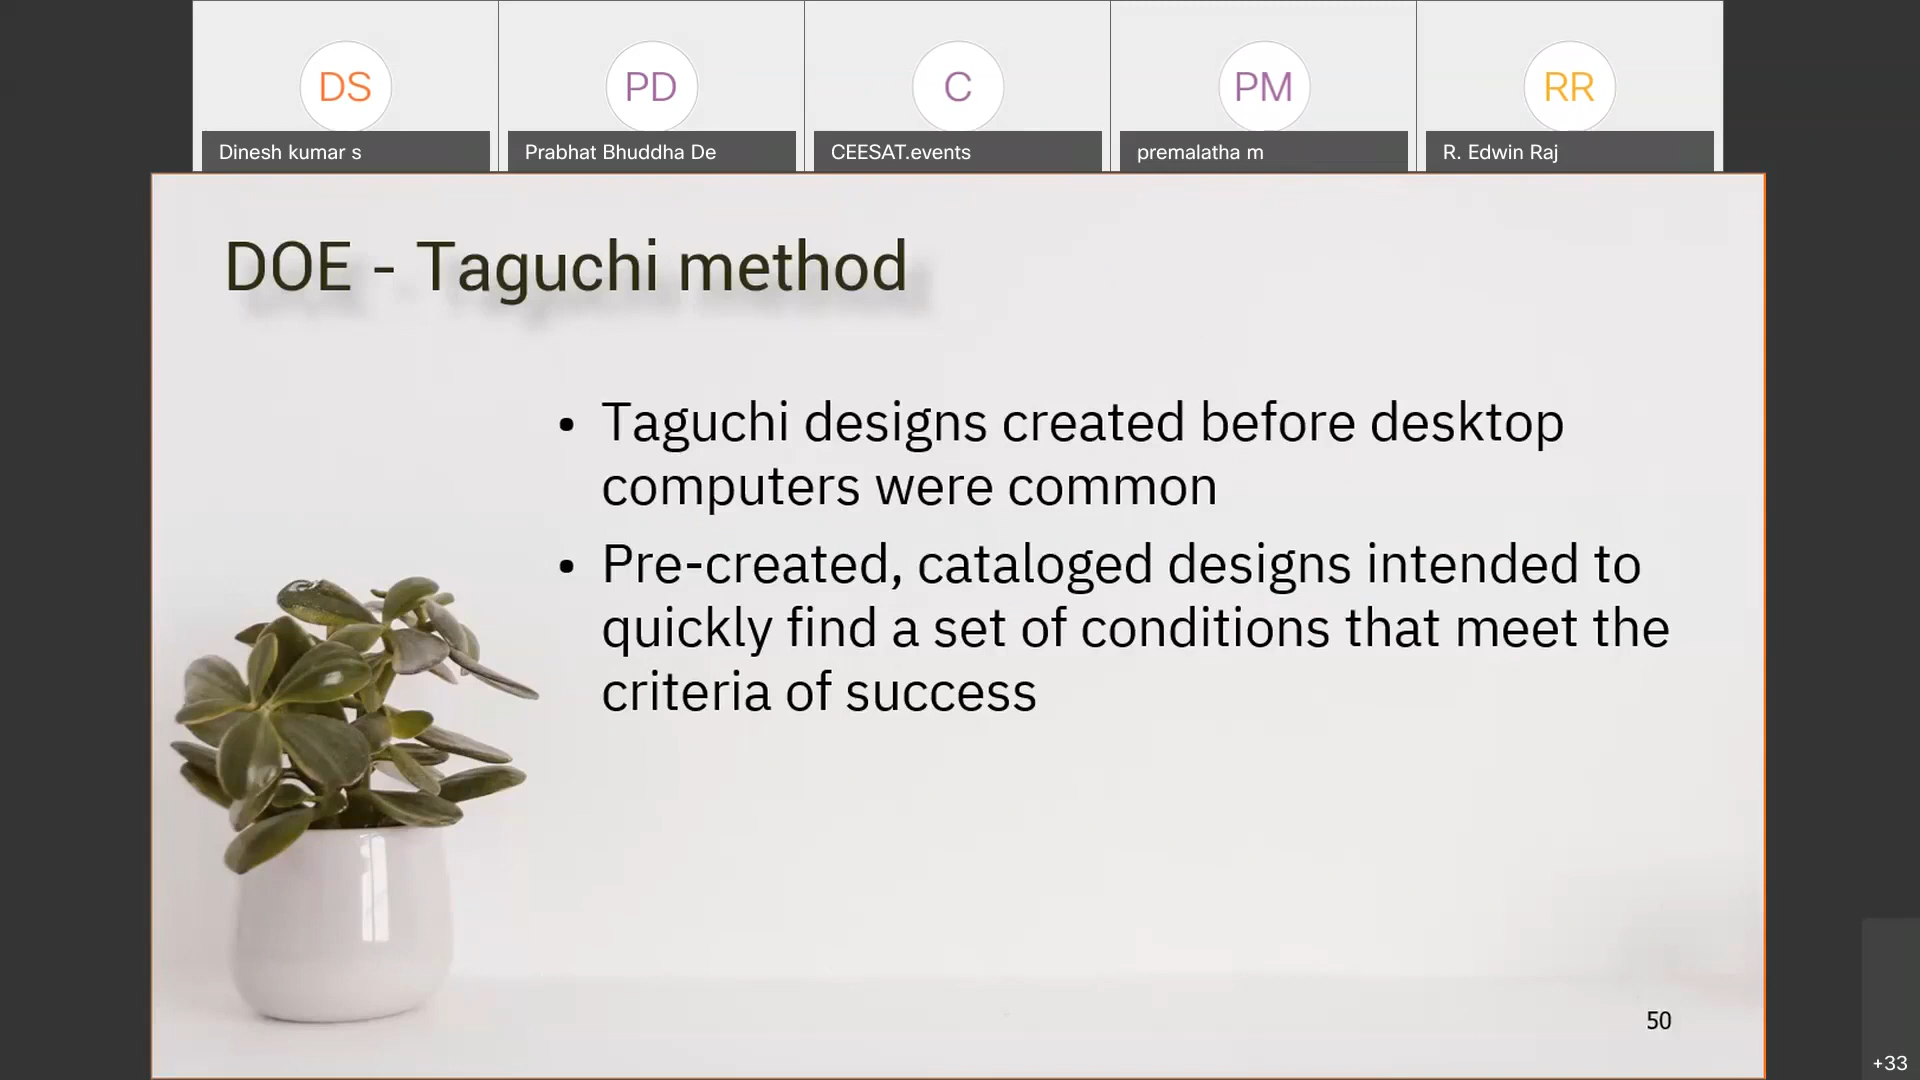 DS
PD
C
PM
RR
Dinesh kumar s
Prabhat Bhuddha De
CEESAT.events
premalatha m
R. Edwin Raj
DOE - Taguchi method
• Taguchi designs created before desktop
computers were common
• Pre-created, cataloged designs intended to
quickly find a set of conditions that meet the
criteria of success
50
+33